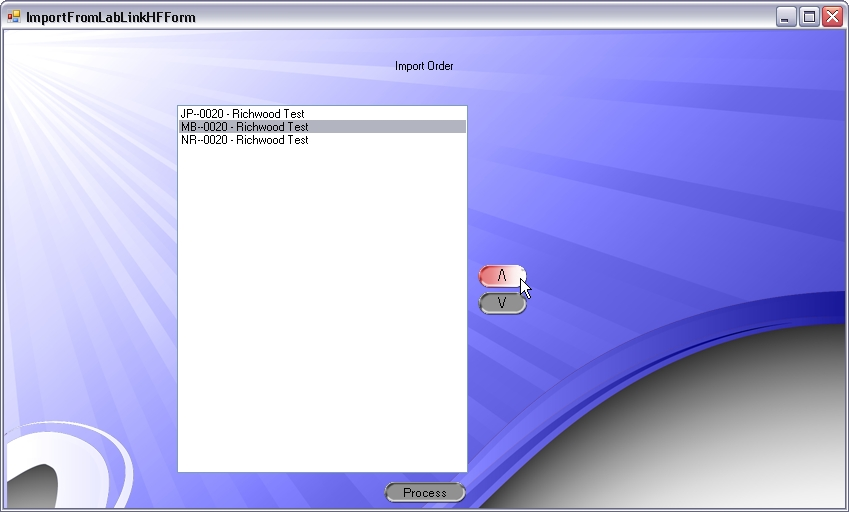 ImportFromLabLinkHFForm
Import Order
JP--0020 - Richwood Test
MB--0020 - Richwood Test
NR--0020 - Richwood Test
Λ
V
Process